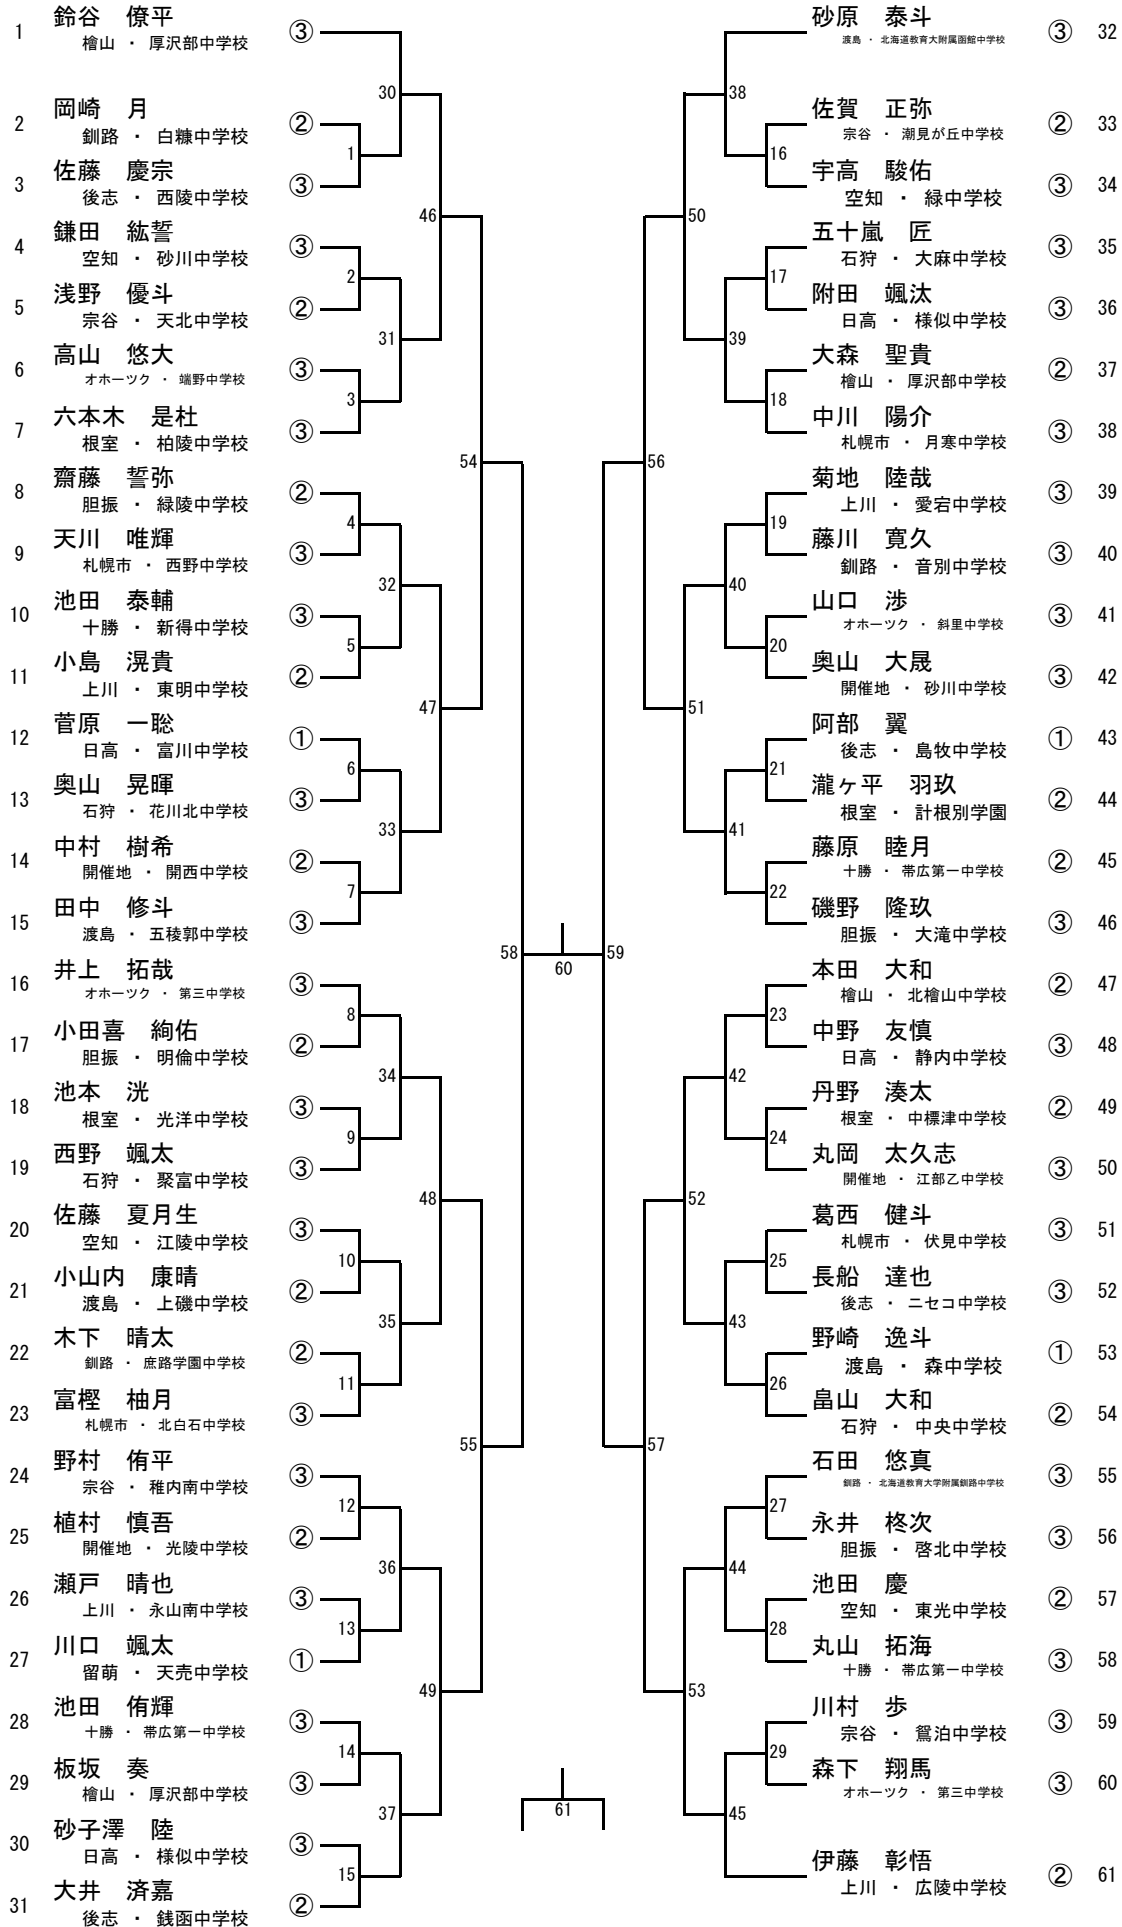 1 鈴谷　僚平 ③
檜山 ・ 厚沢部中学校
2 岡崎　月 ②
釧路 ・ 白糠中学校
3 佐藤　慶宗 ③
後志 ・ 西陵中学校
4 鎌田　紘誓 ③
空知 ・ 砂川中学校
5 浅野　優斗 ②
宗谷 ・ 天北中学校
6 高山　悠大 ③
オホーツク ・ 端野中学校
7 六本木　是杜 ③
根室 ・ 柏陵中学校
8 齋藤　誓弥 ②
胆振 ・ 緑陵中学校
9 天川　唯輝 ③
札幌市 ・ 西野中学校
10 池田　泰輔 ③
十勝 ・ 新得中学校
11 小島　滉貴 ②
上川 ・ 東明中学校
12 菅原　一聡 ①
日高 ・ 富川中学校
13 奥山　晃暉 ③
石狩 ・ 花川北中学校
14 中村　樹希 ②
開催地 ・ 開西中学校
15 田中　修斗 ③
渡島 ・ 五稜郭中学校
16 井上　拓哉 ③
オホーツク ・ 第三中学校
17 小田喜　絢佑 ②
胆振 ・ 明倫中学校
18 池本　洸 ③
根室 ・ 光洋中学校
19 西野　颯太 ③
石狩 ・ 聚富中学校
20 佐藤　夏月生 ③
空知 ・ 江陵中学校
21 小山内　康晴 ②
渡島 ・ 上磯中学校
22 木下　晴太 ②
釧路 ・ 庶路学園中学校
23 富樫　柚月 ③
札幌市 ・ 北白石中学校
24 野村　侑平 ③
宗谷 ・ 稚内南中学校
25 植村　慎吾 ②
開催地 ・ 光陵中学校
26 瀬戸　晴也 ③
上川 ・ 永山南中学校
27 川口　颯太 ①
留萌 ・ 天売中学校
28 池田　侑輝 ③
十勝 ・ 帯広第一中学校
29 板坂　奏 ③
檜山 ・ 厚沢部中学校
30 砂子澤　陸 ③
日高 ・ 様似中学校
31 大井　済嘉 ②
後志 ・ 銭函中学校
1
2
3
4
5
6
7
8
9
10
11
12
13
14
15
30
31
32
33
34
35
36
37
46
47
48
49
54
55
58
60
61
59
56
57
50
51
52
53
38
39
40
41
42
43
44
45
16
17
18
19
20
21
22
23
24
25
26
27
28
29
砂原　泰斗 ③ 32
渡島 ・ 北海道教育大附属函館中学校
佐賀　正弥 ② 33
宗谷 ・ 潮見が丘中学校
宇高　駿佑 ③ 34
空知 ・ 緑中学校
五十嵐　匠 ③ 35
石狩 ・ 大麻中学校
附田　颯汰 ③ 36
日高 ・ 様似中学校
大森　聖貴 ② 37
檜山 ・ 厚沢部中学校
中川　陽介 ③ 38
札幌市 ・ 月寒中学校
菊地　陸哉 ③ 39
上川 ・ 愛宕中学校
藤川　寛久 ③ 40
釧路 ・ 音別中学校
山口　渉 ③ 41
オホーツク ・ 斜里中学校
奥山　大晟 ③ 42
開催地 ・ 砂川中学校
阿部　翼 ① 43
後志 ・ 島牧中学校
瀧ヶ平　羽玖 ② 44
根室 ・ 計根別学園
藤原　睦月 ② 45
十勝 ・ 帯広第一中学校
磯野　隆玖 ③ 46
胆振 ・ 大滝中学校
本田　大和 ② 47
檜山 ・ 北檜山中学校
中野　友慎 ③ 48
日高 ・ 静内中学校
丹野　湊太 ② 49
根室 ・ 中標津中学校
丸岡　太久志 ③ 50
開催地 ・ 江部乙中学校
葛西　健斗 ③ 51
札幌市 ・ 伏見中学校
長船　達也 ③ 52
後志 ・ ニセコ中学校
野崎　逸斗 ① 53
渡島 ・ 森中学校
畠山　大和 ② 54
石狩 ・ 中央中学校
石田　悠真 ③ 55
釧路 ・ 北海道教育大学附属釧路中学校
永井　柊次 ③ 56
胆振 ・ 啓北中学校
池田　慶 ② 57
空知 ・ 東光中学校
丸山　拓海 ③ 58
十勝 ・ 帯広第一中学校
川村　歩 ③ 59
宗谷 ・ 鴛泊中学校
森下　翔馬 ③ 60
オホーツク ・ 第三中学校
伊藤　彰悟 ② 61
上川 ・ 広陵中学校